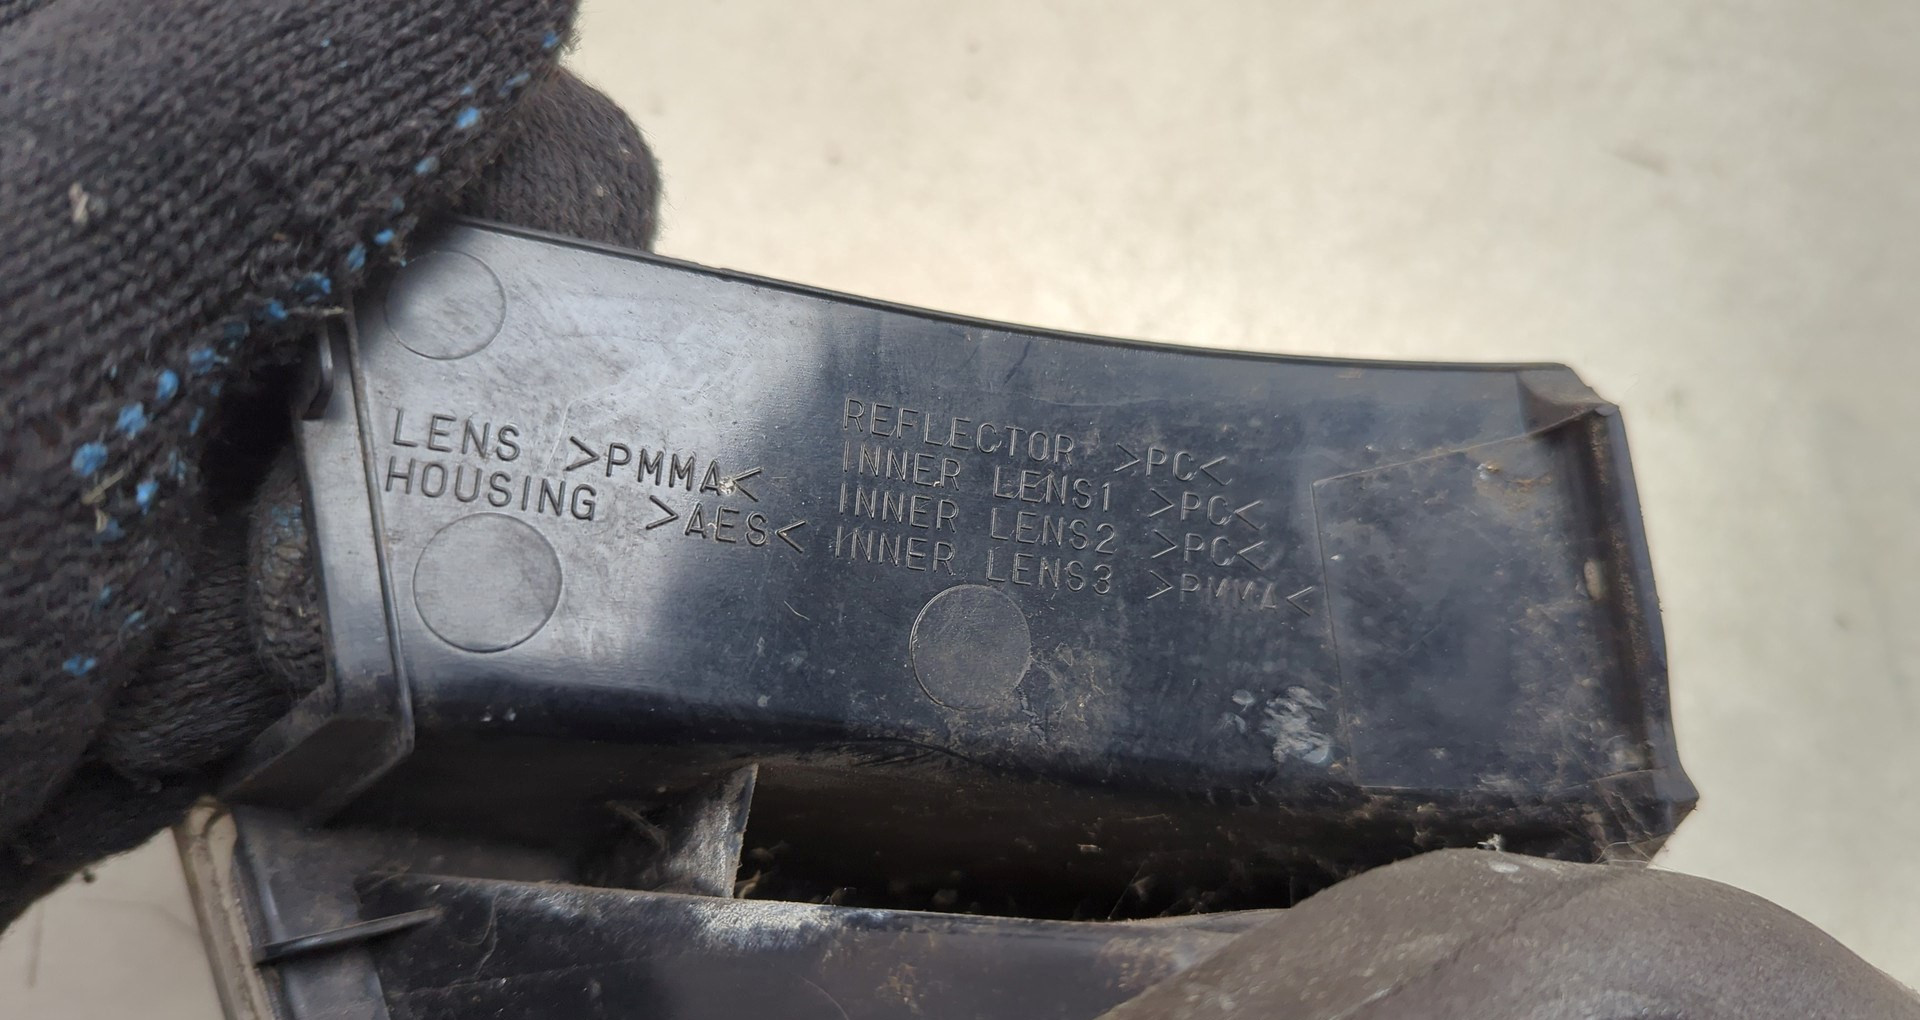 LENS >PMMA<
HOUSING >AES<
REFLECTOR >PC<
INNER LENS1 >PC<
INNER LENS2 >PC<
INNER LENS3 >PMMA<